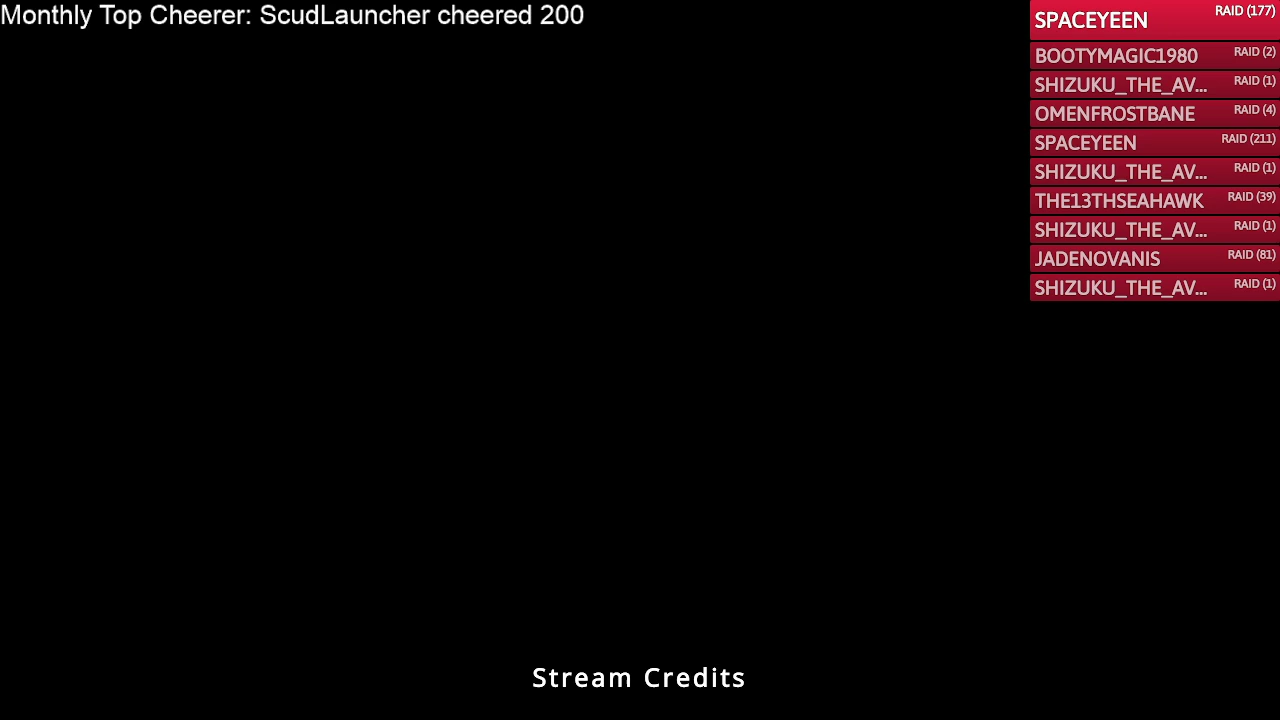 Monthly Top Cheerer: ScudLauncher cheered 200
SPACEYEEN RAID (177)
BOOTYMAGIC1980 RAID (2)
SHIZUKU_THE_AV... RAID (1)
OMENFROSTBANE RAID (4)
SPACEYEEN RAID (211)
SHIZUKU_THE_AV... RAID (1)
THE13THSEAHAWK RAID (39)
SHIZUKU_THE_AV... RAID (1)
JADENOVANIS RAID (81)
SHIZUKU_THE_AV... RAID (1)
Stream Credits